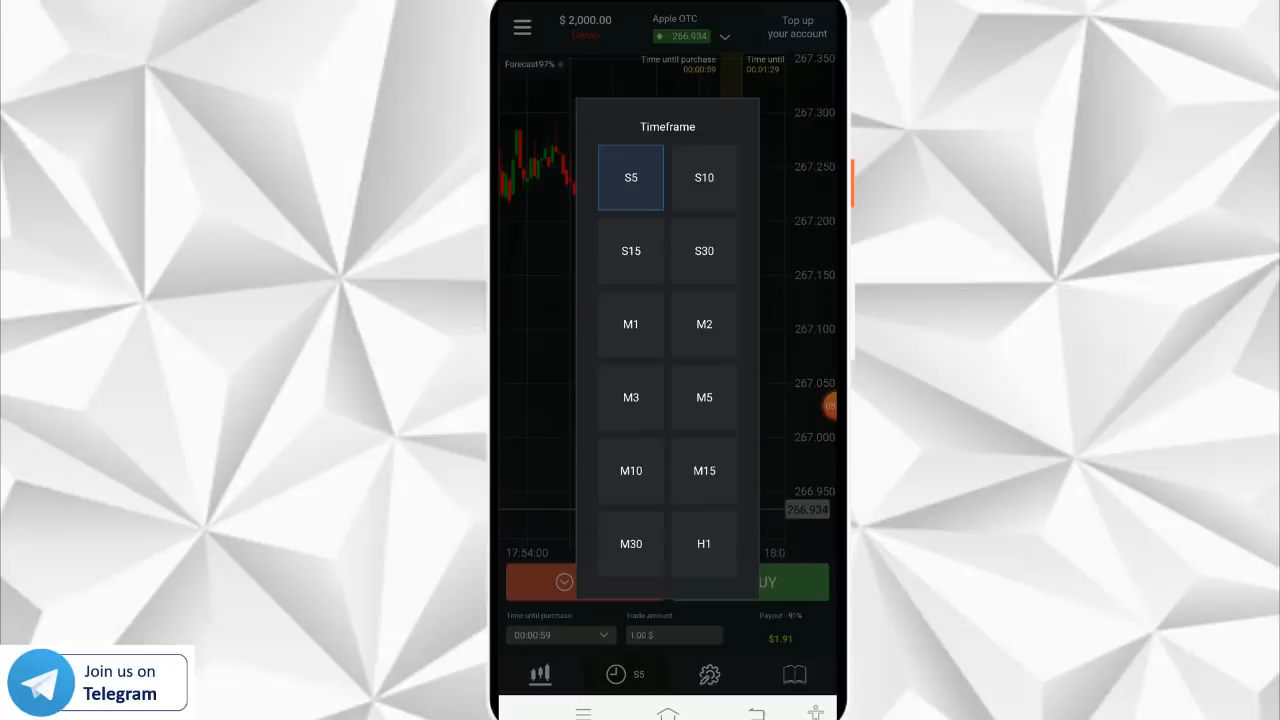 $ 2,000.00
Demo
Apple OTC
266.934
Top up
your account
Forecast97%
Time until purchase
00:00:59
Time until
00:01:29
267.350
267.300
267.250
267.200
267.150
267.100
267.050
267.000
266.950
266.934
Timeframe
S5 S10
S15 S30
M1 M2
M3 M5
M10 M15
M30 H1
17:54:00
18:0
UY
Time until purchase
Trade amount
Payout - 91%
00:00:59
1.00 $
$1.91
S5
Join us on
Telegram